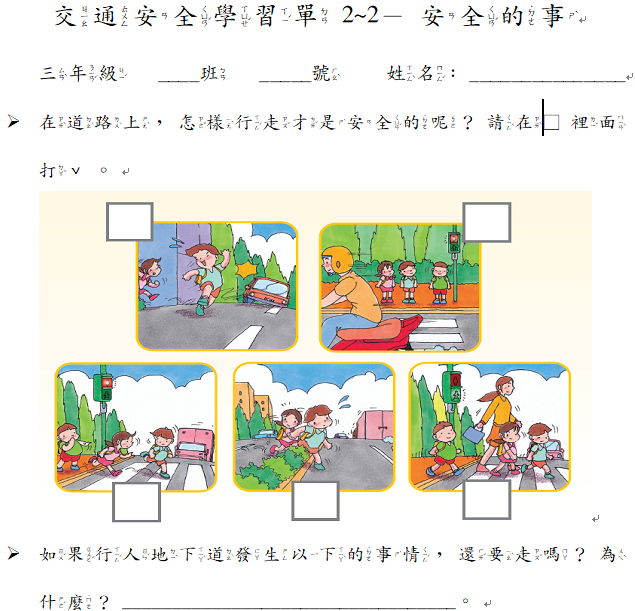 交通安全學習單 2~2— 安全的事
三年級 ____班 _____號 姓名：_______________
➢ 在道路上，怎樣行走才是安全的呢？請在□裡面
打ˇ。
➢ 如果行人地下道發生以下的事情，還要走嗎？為
什麼？______________________________。